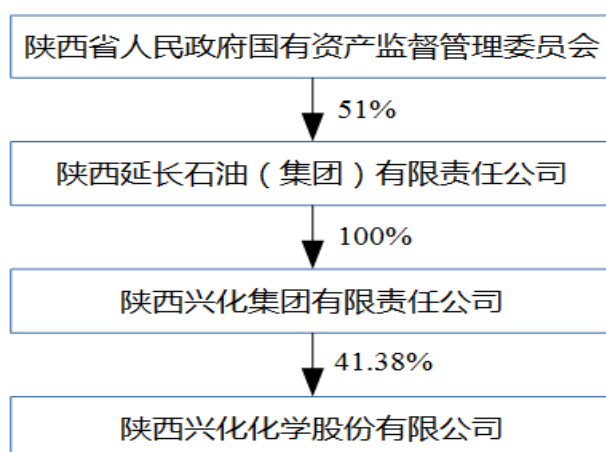 陕西省人民政府国有资产监督管理委员会
51%
陕西延长石油（集团）有限责任公司
100%
陕西兴化集团有限责任公司
41.38%
陕西兴化化学股份有限公司